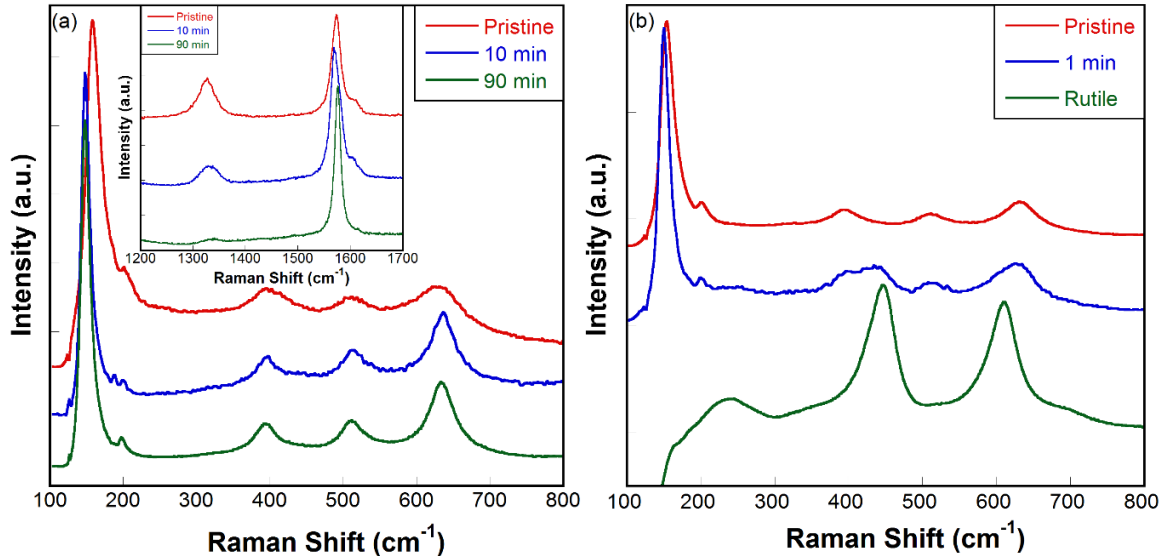 (a)
Pristine
10 min
90 min
Pristine
10 min
90 min
Intensity (a.u.)
1200 1300 1400 1500 1600 1700
Raman Shift (cm-1)
Intensity (a.u.)
100 200 300 400 500 600 700 800
Raman Shift (cm-1)
(b)
Pristine
1 min
Rutile
Intensity (a.u.)
100 200 300 400 500 600 700 800
Raman Shift (cm-1)